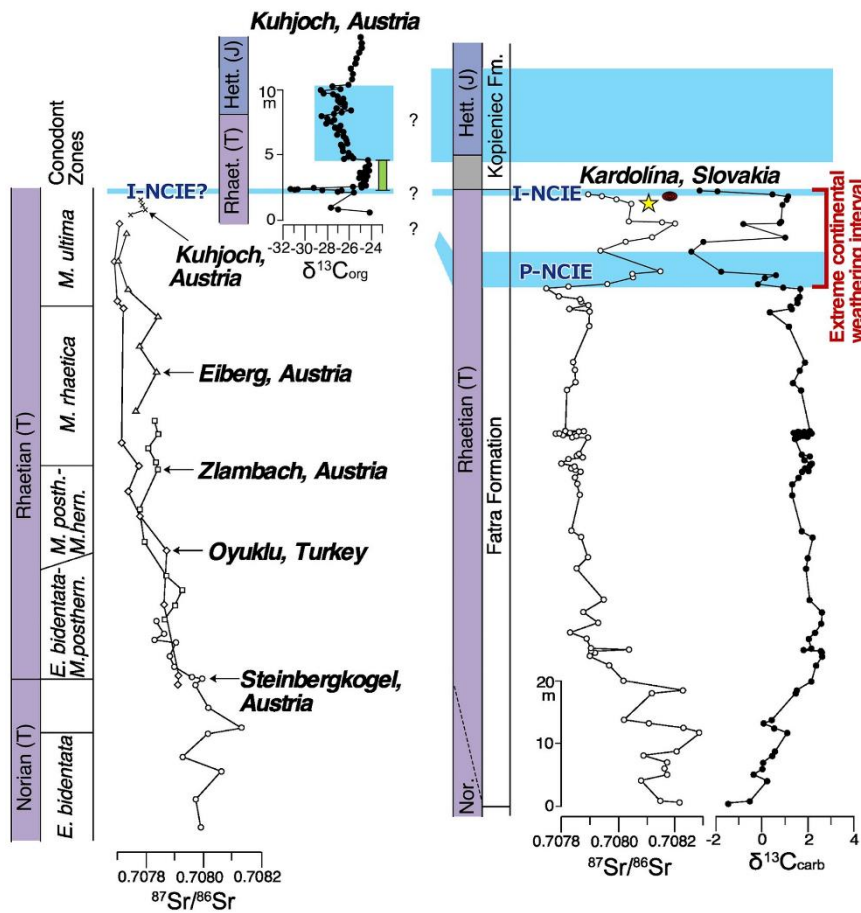 Kuhjoch, Austria
Conodont
Zones
Hett. (J)
Rhaet. (T)
10
m
5
0
-31
-28
-26
-24
δ13Corg
?
?
?
I-NCIE?
Kuhjoch,
Austria
Eiberg, Austria
Zlambach, Austria
Oyuklu, Turkey
Steinbergkogel,
Austria
Rhaetian (T)
Norian (T)
M. ultima
M. rhaetica
M. posth.-
M.hern.
E. bidentata-
M.posthern.
E. bidentata
0.7078
0.7080
0.7082
87Sr/86Sr
Hett. (J)
Kopieniec Fm.
Kardolína, Slovakia
I-NCIE
P-NCIE
Extreme continental
weathering interval
Rhaetian (T)
Nor.
Fatra Formation
20
m
10
0
0.7078
0.7080
0.7082
87Sr/86Sr
-2
0
2
4
δ13Ccarb